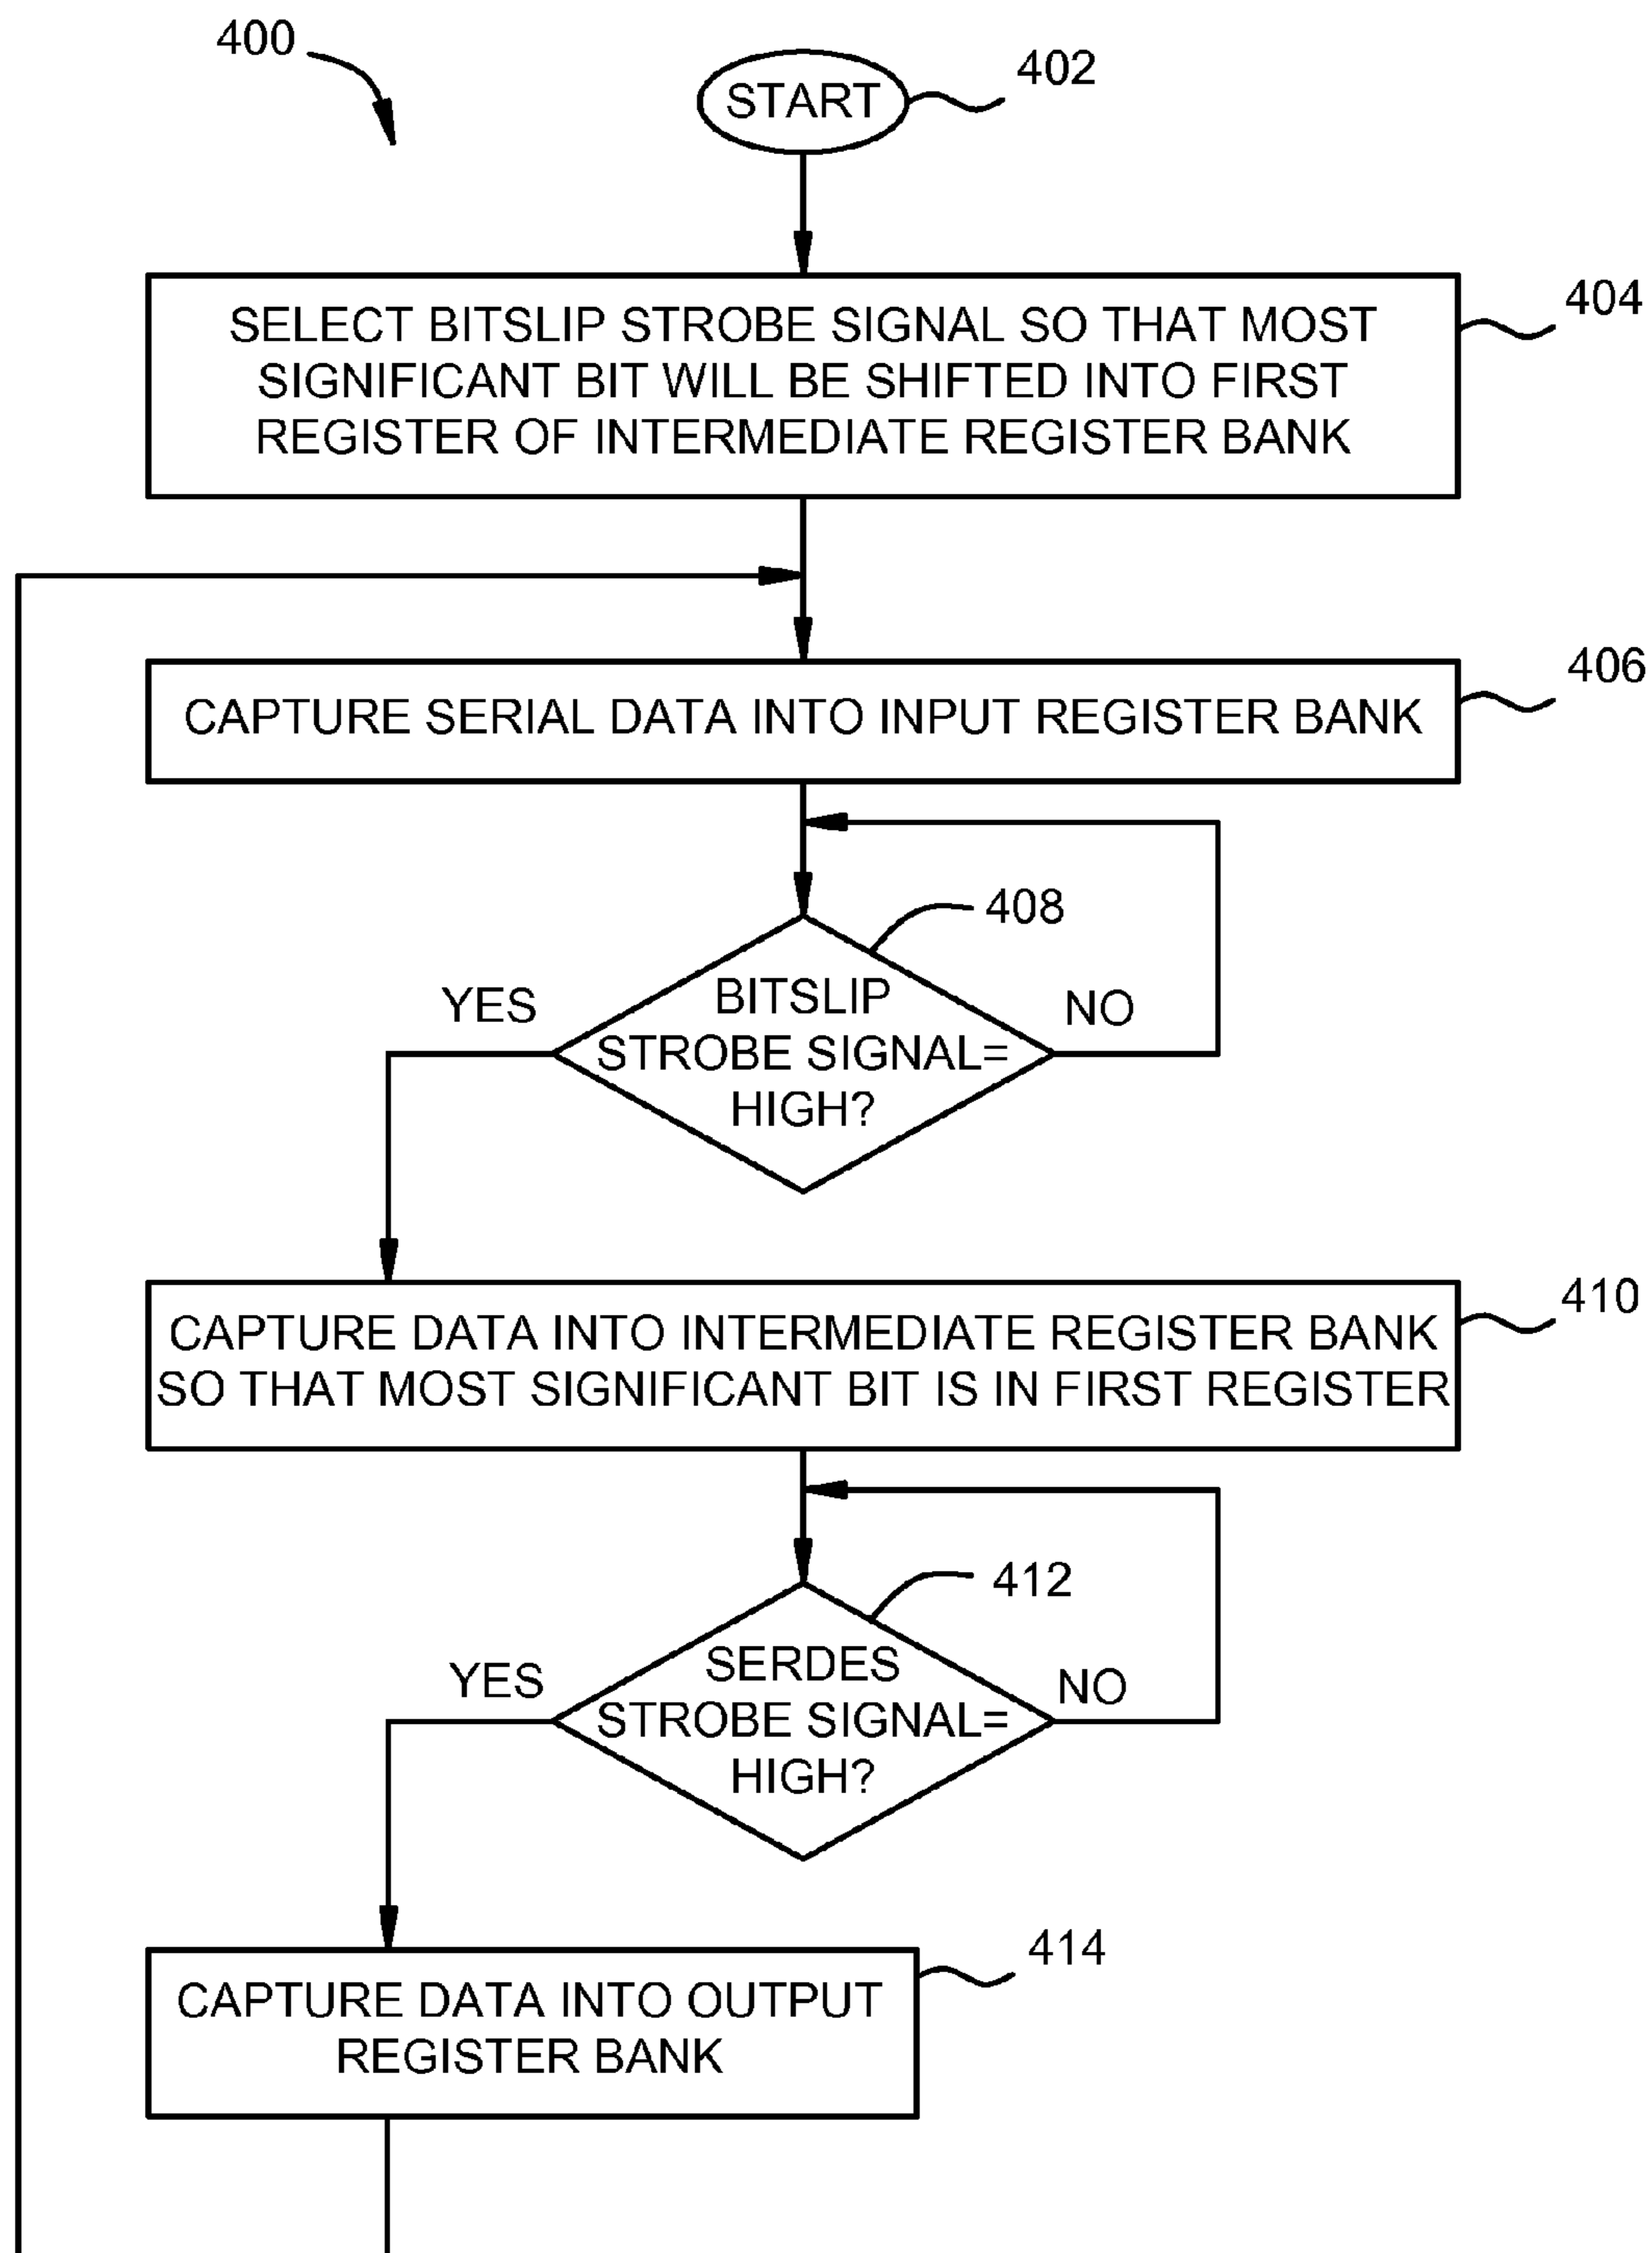 400
START
402
SELECT BITSLIP STROBE SIGNAL SO THAT MOST
SIGNIFICANT BIT WILL BE SHIFTED INTO FIRST
REGISTER OF INTERMEDIATE REGISTER BANK
404
CAPTURE SERIAL DATA INTO INPUT REGISTER BANK
406
408
YES
BITSLIP
STROBE SIGNAL=
HIGH?
NO
CAPTURE DATA INTO INTERMEDIATE REGISTER BANK
SO THAT MOST SIGNIFICANT BIT IS IN FIRST REGISTER
410
412
YES
SERDES
STROBE SIGNAL=
HIGH?
NO
CAPTURE DATA INTO OUTPUT
REGISTER BANK
414